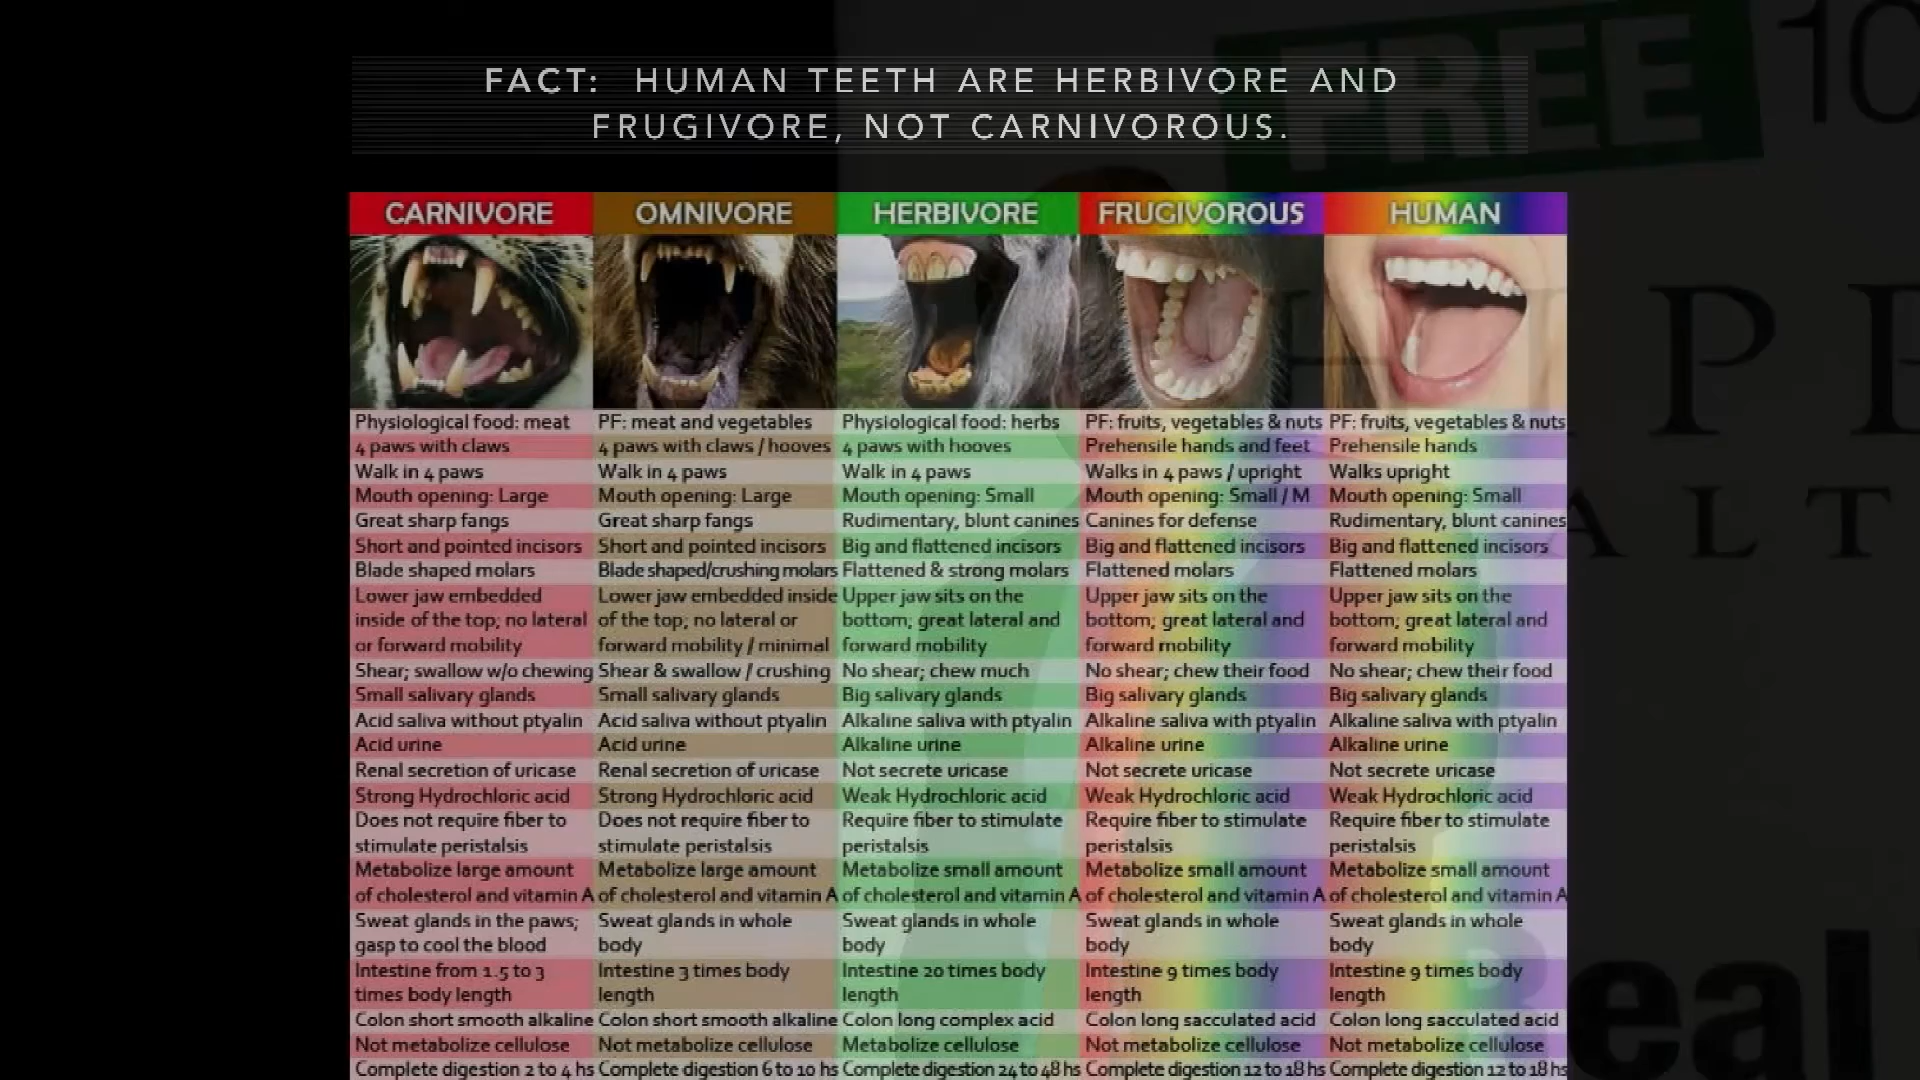 FACT: HUMAN TEETH ARE HERBIVORE AND
FRUGIVORE, NOT CARNIVOROUS.
FREE 10
CARNIVORE OMNIVORE HERBIVORE FRUGIVOROUS HUMAN
Physiological food: meat PF: meat and vegetables Physiological food: herbs PF: fruits, vegetables & nuts PF: fruits, vegetables & nuts
4 paws with claws 4 paws with claws / hooves 4 paws with hooves Prehensile hands and feet Prehensile hands
Walk in 4 paws Walk in 4 paws Walk in 4 paws Walks in 4 paws / upright Walks upright
Mouth opening: Large Mouth opening: Large Mouth opening: Small Mouth opening: Small / M Mouth opening: Small
Great sharp fangs Great sharp fangs Rudimentary, blunt canines Canines for defense Rudimentary, blunt canines
Short and pointed incisors Short and pointed incisors Big and flattened incisors Big and flattened incisors Big and flattened incisors
Blade shaped molars Blade shaped/crushing molars Flattened & strong molars Flattened molars Flattened molars
Lower jaw embedded Lower jaw embedded inside Upper jaw sits on the Upper jaw sits on the Upper jaw sits on the
inside of the top; no lateral of the top; no lateral or bottom; great lateral and bottom; great lateral and bottom; great lateral and
or forward mobility forward mobility / minimal forward mobility forward mobility forward mobility
Shear; swallow w/o chewing Shear & swallow / crushing No shear; chew much No shear; chew their food No shear; chew their food
Small salivary glands Small salivary glands Big salivary glands Big salivary glands Big salivary glands
Acid saliva without ptyalin Acid saliva without ptyalin Alkaline saliva with ptyalin Alkaline saliva with ptyalin Alkaline saliva with ptyalin
Acid urine Acid urine Alkaline urine Alkaline urine Alkaline urine
Renal secretion of uricase Renal secretion of uricase Not secrete uricase Not secrete uricase Not secrete uricase
Strong Hydrochloric acid Strong Hydrochloric acid Weak Hydrochloric acid Weak Hydrochloric acid Weak Hydrochloric acid
Does not require fiber to Does not require fiber to Require fiber to stimulate Require fiber to stimulate Require fiber to stimulate
stimulate peristalsis stimulate peristalsis peristalsis peristalsis peristalsis
Metabolize large amount Metabolize large amount Metabolize small amount Metabolize small amount Metabolize small amount
of cholesterol and vitamin A of cholesterol and vitamin A of cholesterol and vitamin A of cholesterol and vitamin A of cholesterol and vitamin A
Sweat glands in the paws; Sweat glands in whole Sweat glands in whole Sweat glands in whole Sweat glands in whole
gasp to cool the blood body body body body
Intestine from 1.5 to 3 Intestine 3 times body Intestine 20 times body Intestine 9 times body Intestine 9 times body
times body length length length length length
Colon short smooth alkaline Colon short smooth alkaline Colon long complex acid Colon long sacculated acid Colon long sacculated acid
Not metabolize cellulose Not metabolize cellulose Metabolize cellulose Not metabolize cellulose Not metabolize cellulose
Complete digestion 2 to 4 hs Complete digestion 6 to 10 hs Complete digestion 24 to 48 hs Complete digestion 12 to 18 hs Complete digestion 12 to 18 hs